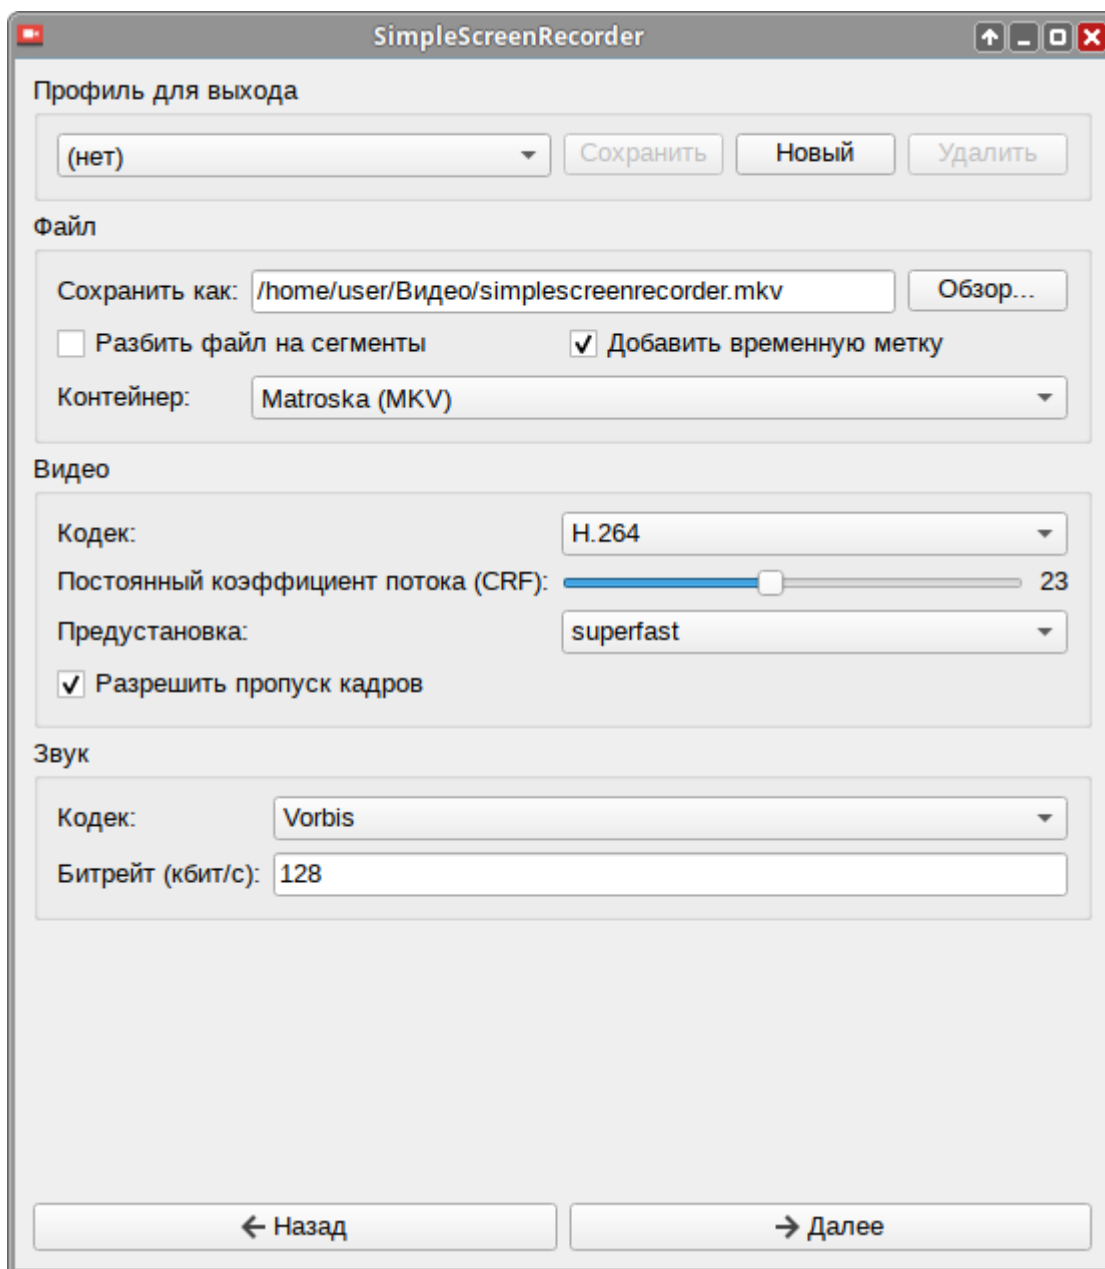 SimpleScreenRecorder
Профиль для выхода
(нет) Сохранить Новый Удалить
Файл
Сохранить как: /home/user/Видео/simplescreenrecorder.mkv Обзор...
Разбить файл на сегменты Добавить временную метку
Контейнер: Matroska (MKV)
Видео
Кодек: H.264
Постоянный коэффициент потока (CRF): 23
Предустановка: superfast
Разрешить пропуск кадров
Звук
Кодек: Vorbis
Битрейт (кбит/с): 128
Назад Далее